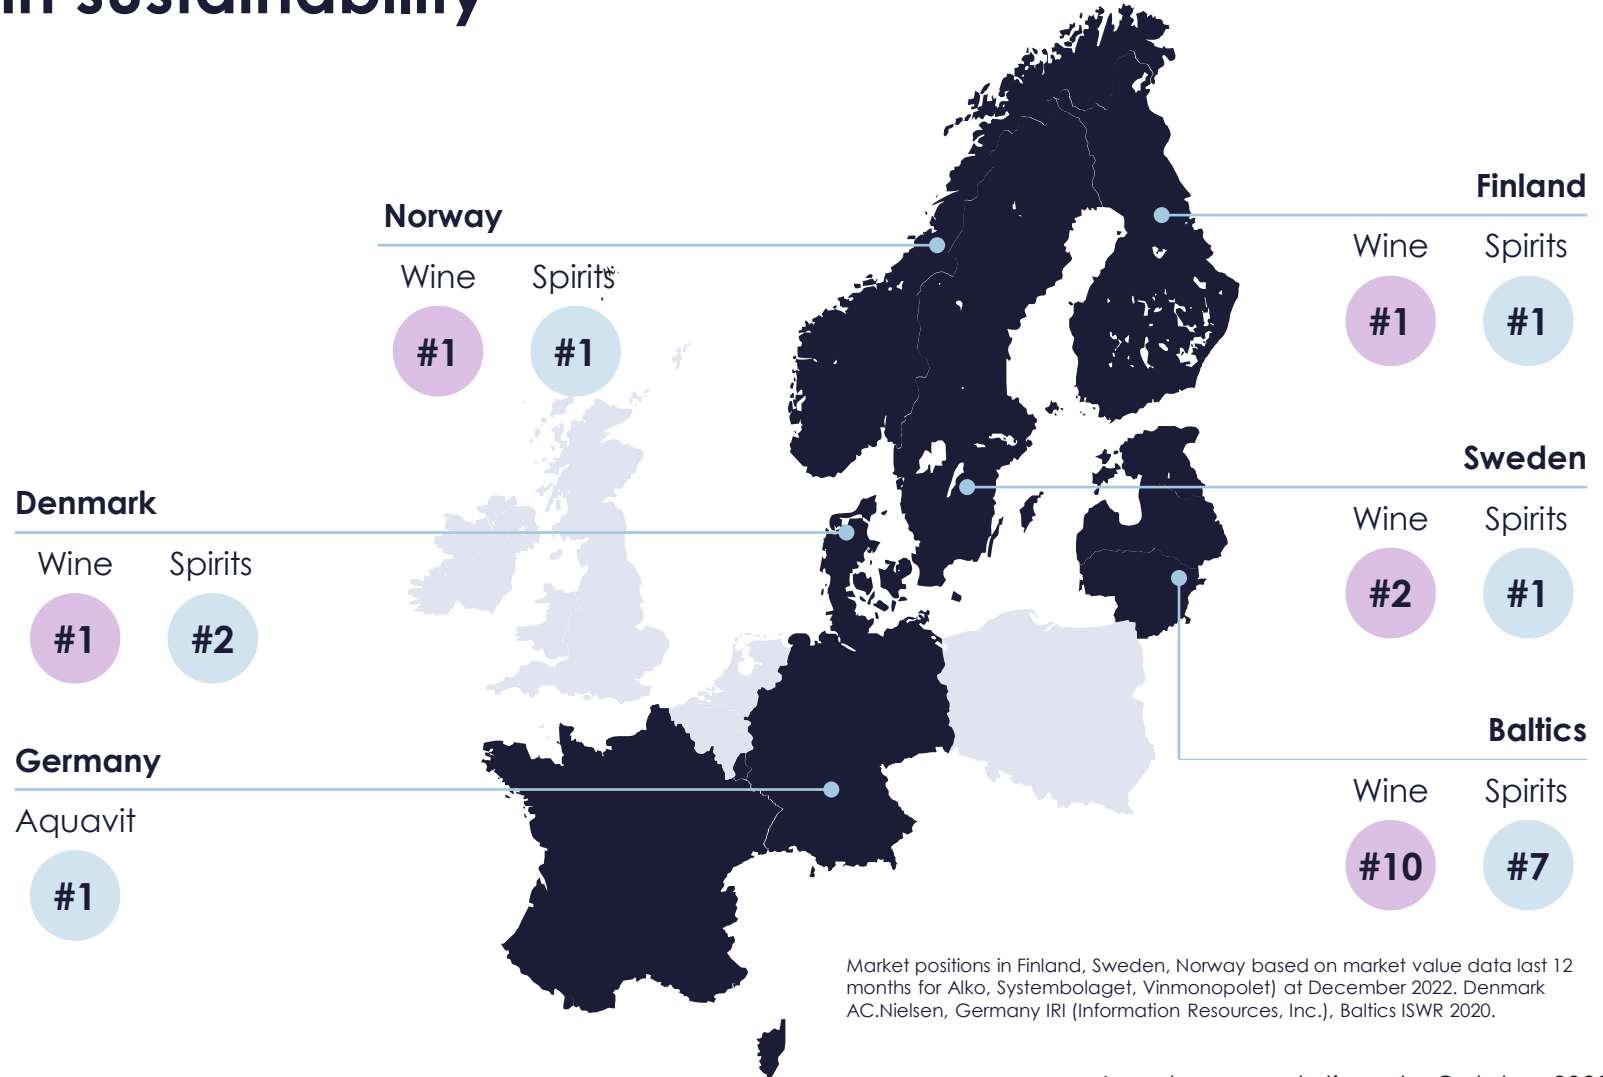 in sustainability
Norway
Wine Spirits
#1 #1
Finland
Wine Spirits
#1 #1
Denmark
Wine Spirits
#1 #2
Sweden
Wine Spirits
#2 #1
Germany
Aquavit
#1
Baltics
Wine Spirits
#10 #7
Market positions in Finland, Sweden, Norway based on market value data last 12
months for Alko, Systembolaget, Vinmonopolet) at December 2022. Denmark
AC.Nielsen, Germany IRI (Information Resources, Inc.), Baltics ISWR 2020.